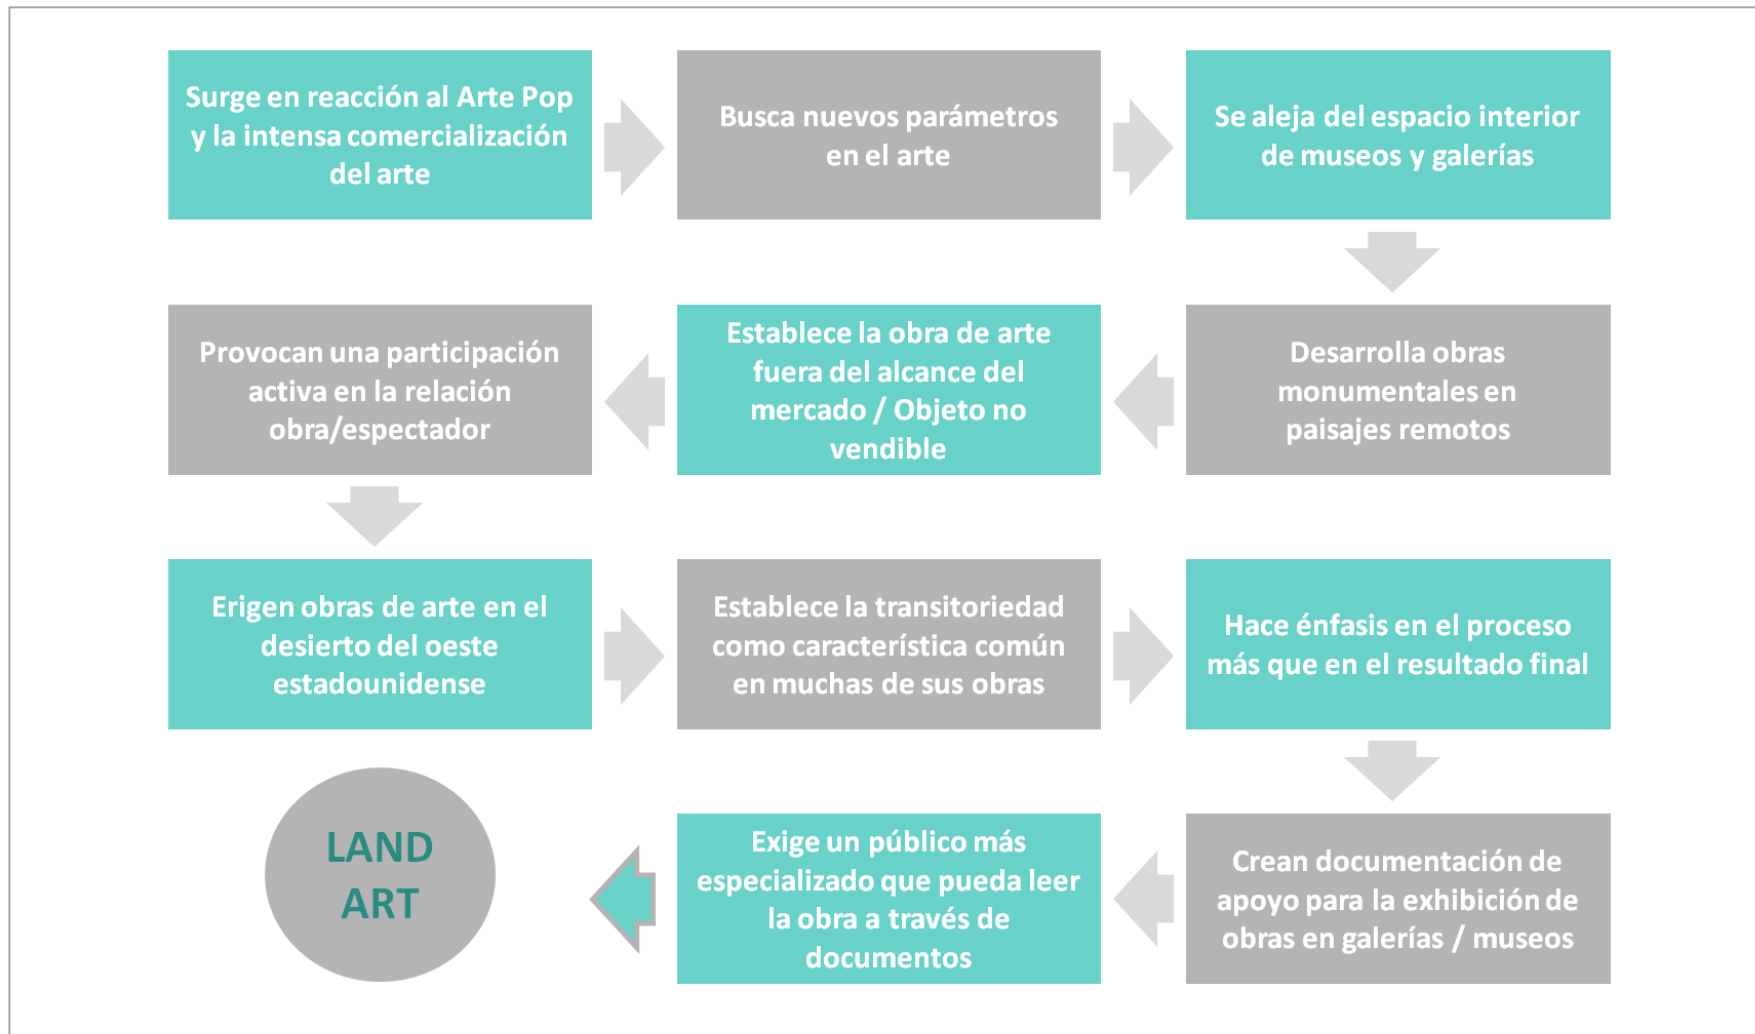 Surge en reacción al Arte Pop
y la intensa comercialización
del arte
Busca nuevos parámetros
en el arte
Se aleja del espacio interior
de museos y galerías
Desarrolla obras
monumentales en
paisajes remotos
Establece la obra de arte
fuera del alcance del
mercado / Objeto no
vendible
Provocan una participación
activa en la relación
obra/espectador
Erigen obras de arte en el
desierto del oeste
estadounidense
Establece la transitoriedad
como característica común
en muchas de sus obras
Hace énfasis en el proceso
más que en el resultado final
Crean documentación de
apoyo para la exhibición de
obras en galerías / museos
Exige un público más
especializado que pueda leer
la obra a través de
documentos
LAND
ART